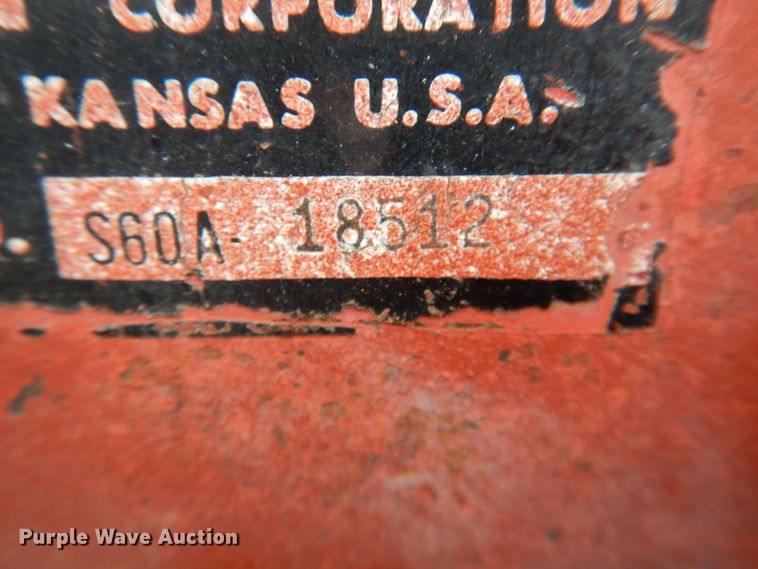 CORPORATION
KANSAS U.S.A.
S60A- 18512
Purple Wave Auction